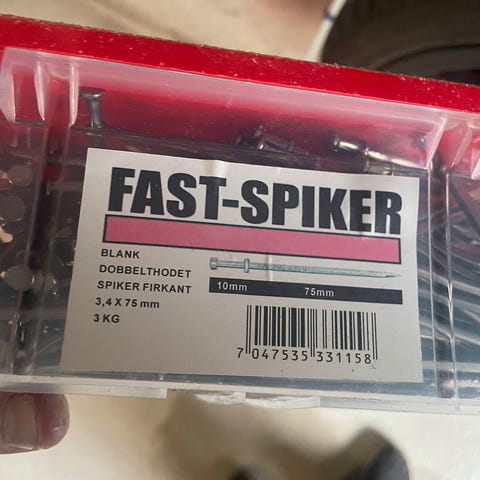 FAST-SPIKER
BLANK
DOBBELTHODET
SPIKER FIRKANT
3,4 X 75 mm
3 KG
10mm 75mm
7 047535 331158